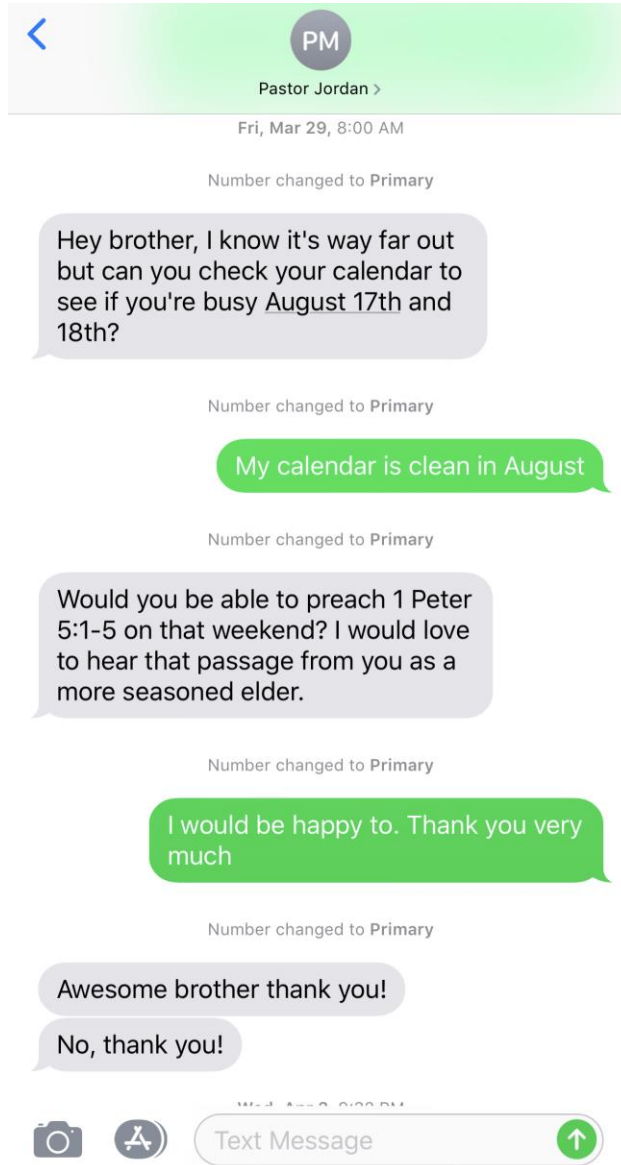 PM
Pastor Jordan >
Fri, Mar 29, 8:00 AM
Number changed to Primary
Hey brother, I know it's way far out
but can you check your calendar to
see if you're busy August 17th and
18th?
Number changed to Primary
My calendar is clean in August
Number changed to Primary
Would you be able to preach 1 Peter
5:1-5 on that weekend? I would love
to hear that passage from you as a
more seasoned elder.
Number changed to Primary
I would be happy to. Thank you very
much
Number changed to Primary
Awesome brother thank you!
No, thank you!
Text Message